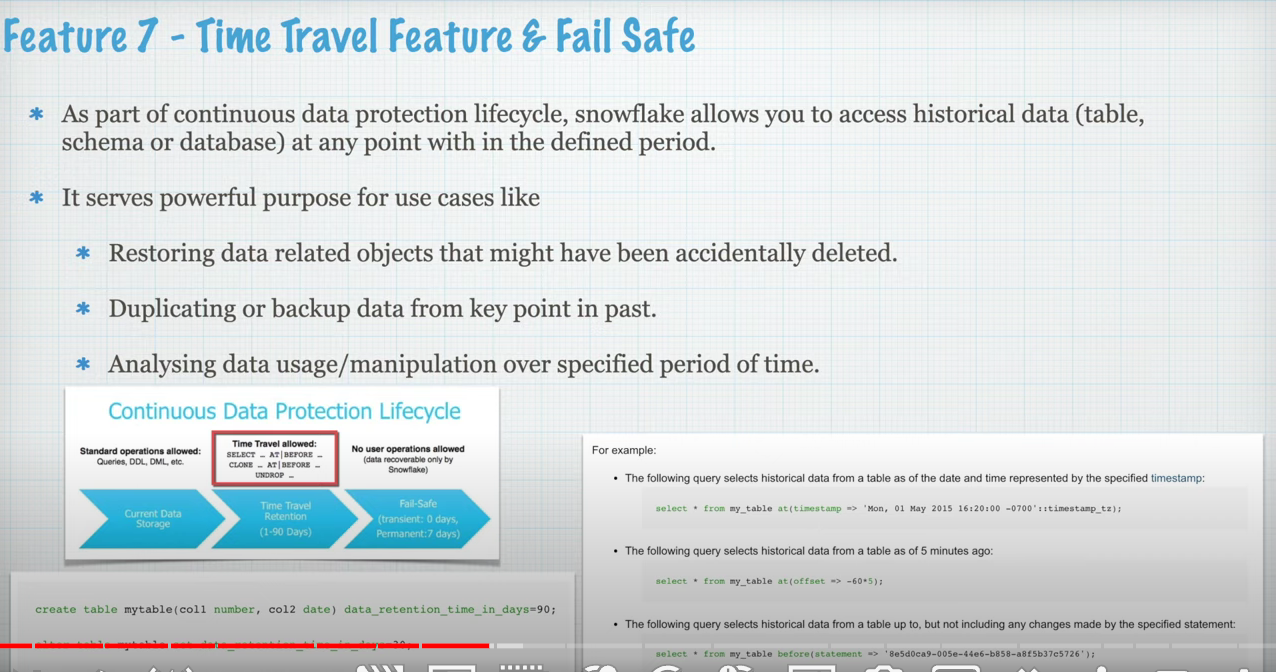 Feature 7 - Time Travel Feature & Fail Safe
* As part of continuous data protection lifecycle, snowflake allows you to access historical data (table,
schema or database) at any point with in the defined period.
* It serves powerful purpose for use cases like
* Restoring data related objects that might have been accidentally deleted.
* Duplicating or backup data from key point in past.
* Analysing data usage/manipulation over specified period of time.
Continuous Data Protection Lifecycle
Standard operations allowed:
Queries, DDL, DML, etc.
Time Travel allowed:
SELECT … AT|BEFORE …
CLONE … AT|BEFORE …
UNDROP …
No user operations allowed
(data recoverable only by
Snowflake)
Current Data
Storage
Time Travel
Retention
(1-90 Days)
Fail-Safe
(transient: 0 days,
Permanent:7 days)
create table mytable(col1 number, col2 date) data_retention_time_in_days=90;
For example:
• The following query selects historical data from a table as of the date and time represented by the specified timestamp:
select * from my_table at(timestamp => 'Mon, 01 May 2015 16:20:00 -0700'::timestamp_tz);
• The following query selects historical data from a table as of 5 minutes ago:
select * from my_table at(offset => -60*5);
• The following query selects historical data from a table up to, but not including any changes made by the specified statement:
select * from my_table before(statement => '8e5d0ca9-005e-44e6-b858-a8f5b37c5726');